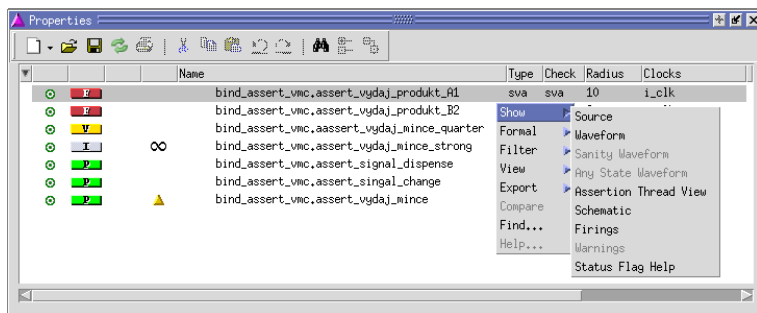 Properties
Name Type Check Radius Clocks
F bind_assert_vmc.assert_vydaj_produkt_A1 sva sva 10 i_clk
F bind_assert_vmc.assert_vydaj_produkt_B2
V bind_assert_vmc.aassert_vydaj_mince_quarter
I ∞ bind_assert_vmc.assert_vydaj_mince_strong
P bind_assert_vmc.assert_signal_dispense
P bind_assert_vmc.assert_singal_change
P bind_assert_vmc.assert_vydaj_mince
Show
Formal
Filter
View
Export
Compare
Find...
Help...
Source
Waveform
Sanity Waveform
Any State Waveform
Assertion Thread View
Schematic
Firings
Warnings
Status Flag Help